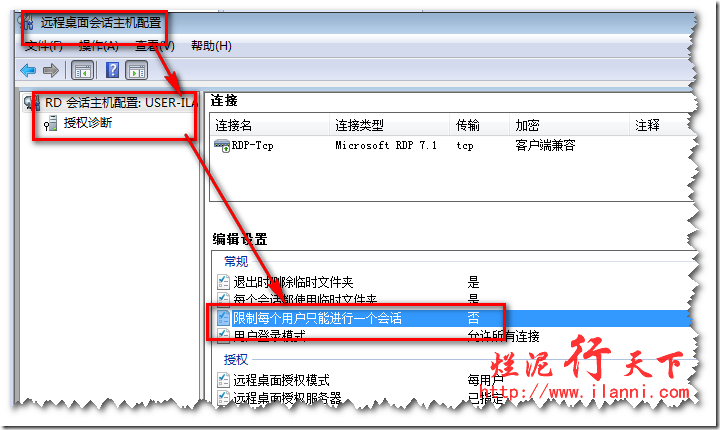 远程桌面会话主机配置
文件(F) 操作(A) 查看(V) 帮助(H)
RD 会话主机配置: USER-ILA
授权诊断
连接
连接名 连接类型 传输 加密 注释
RDP-Tcp Microsoft RDP 7.1 tcp 客户端兼容
编辑设置
常规
退出时删除临时文件夹 是
每个会话都使用临时文件夹 是
限制每个用户只能进行一个会话 否
用户登录模式 允许所有连接
授权
远程桌面授权模式 每用户
远程桌面授权服务器 已指定
烂泥行天下
http://www.ilanni.com